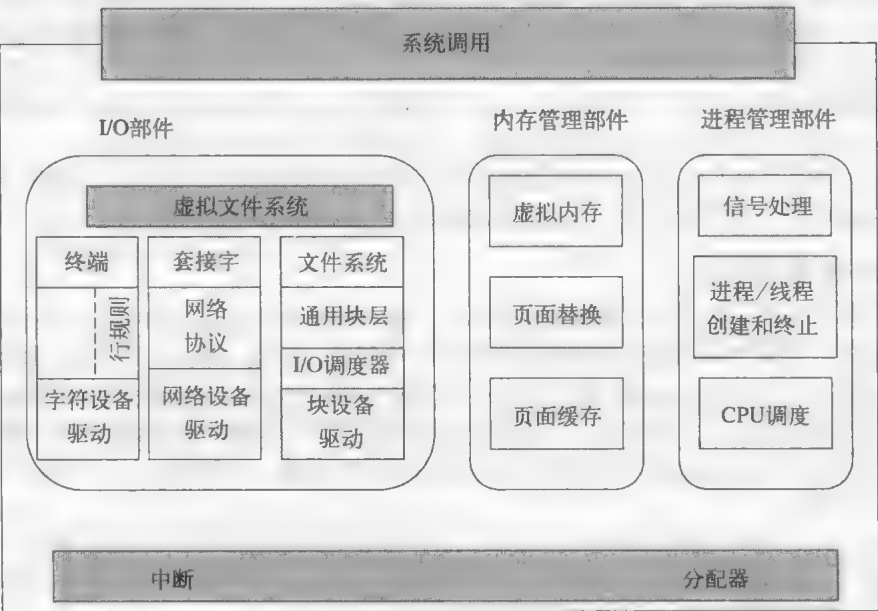 系统调用
I/O部件
虚拟文件系统
终端
行规则
字符设备
驱动
套接字
网络
协议
网络设备
驱动
文件系统
通用块层
I/O调度器
块设备
驱动
内存管理部件
虚拟内存
页面替换
页面缓存
进程管理部件
信号处理
进程/线程
创建和终止
CPU调度
中断
分配器